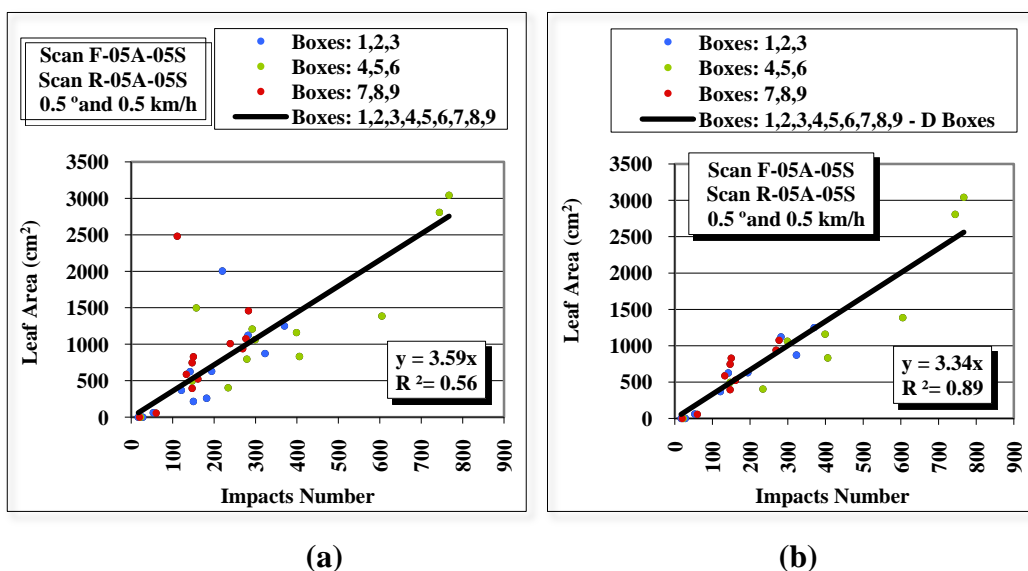 Scan F-05A-05S
Scan R-05A-05S
0.5 ºand 0.5 km/h
Boxes: 1,2,3
Boxes: 4,5,6
Boxes: 7,8,9
Boxes: 1,2,3,4,5,6,7,8,9
Leaf Area (cm²)
3500
3000
2500
2000
1500
1000
500
0
y = 3.59x
R ²= 0.56
0 100 200 300 400 500 600 700 800 900
Impacts Number
(a)
Boxes: 1,2,3
Boxes: 4,5,6
Boxes: 7,8,9
Boxes: 1,2,3,4,5,6,7,8,9 - D Boxes
Scan F-05A-05S
Scan R-05A-05S
0.5 ºand 0.5 km/h
Leaf Area (cm²)
3500
3000
2500
2000
1500
1000
500
0
y = 3.34x
R ²= 0.89
0 100 200 300 400 500 600 700 800 900
Impacts Number
(b)